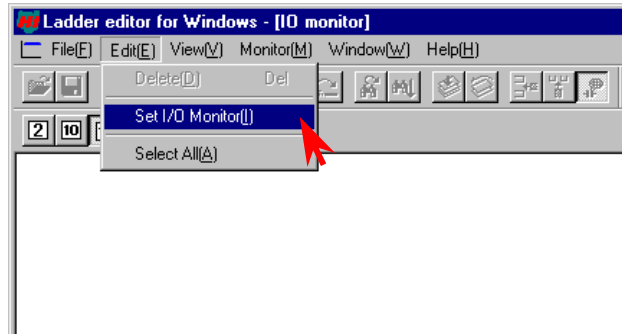 Ladder editor for Windows - [IO monitor]
File(F) Edit(E) View(V) Monitor(M) Window(W) Help(H)
Delete(D) Del
Set I/O Monitor(I)
2 10
Select All(A)